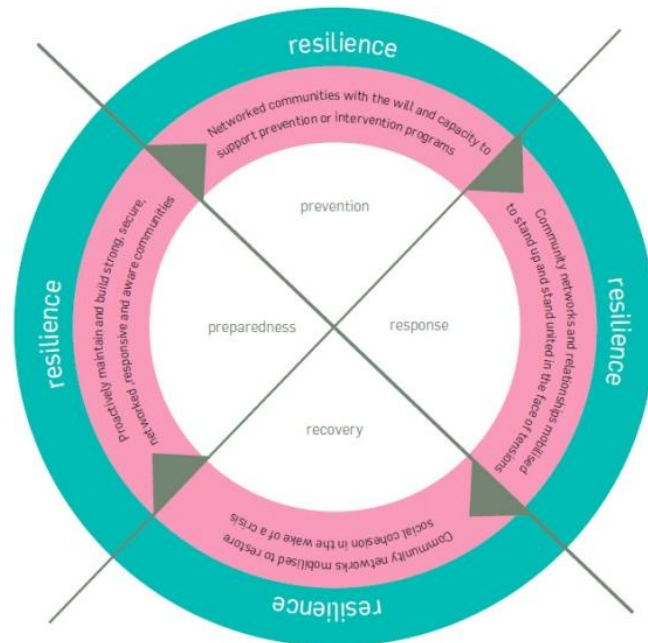 resilience
Networked communities with the will and capacity to
support prevention or intervention programs
prevention
resilience
Proactively maintain and build strong, secure,
networked responsive and aware communities
preparedness
response
Community networks and relationships mobilised
to stand up and stand united in the face of tensions
resilience
recovery
Community networks mobilised to restore
social cohesion in the wake of a crisis
resilience